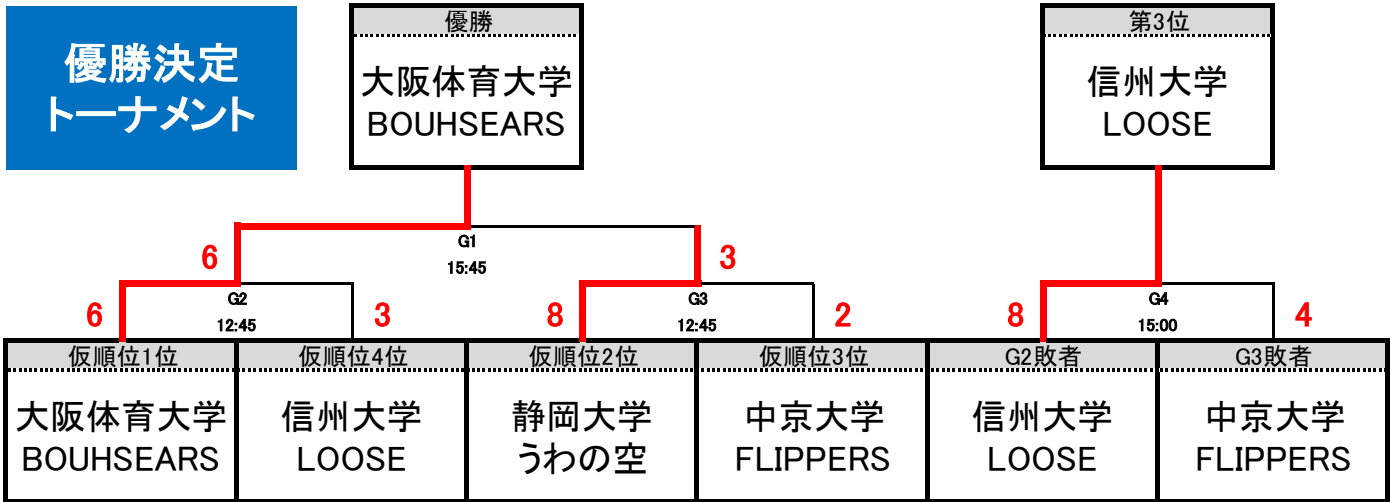 優勝決定
トーナメント
優勝
大阪体育大学
BOUHSEARS
第3位
信州大学
LOOSE
G1
15:45
6
3
G2
12:45
6
3
G3
12:45
8
2
G4
15:00
8
4
仮順位1位
大阪体育大学
BOUHSEARS
仮順位4位
信州大学
LOOSE
仮順位2位
静岡大学
うわの空
仮順位3位
中京大学
FLIPPERS
G2敗者
信州大学
LOOSE
G3敗者
中京大学
FLIPPERS